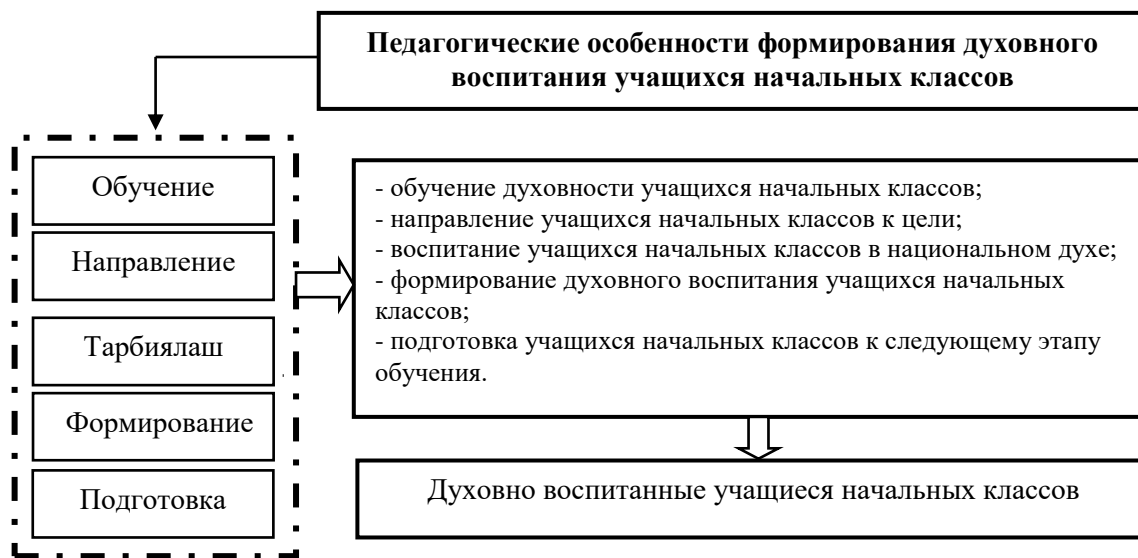 Педагогические особенности формирования духовного
воспитания учащихся начальных классов
Обучение
Направление
Тарбиялаш
Формирование
Подготовка
- обучение духовности учащихся начальных классов;
- направление учащихся начальных классов к цели;
- воспитание учащихся начальных классов в национальном духе;
- формирование духовного воспитания учащихся начальных
классов;
- подготовка учащихся начальных классов к следующему этапу
обучения.
Духовно воспитанные учащиеся начальных классов